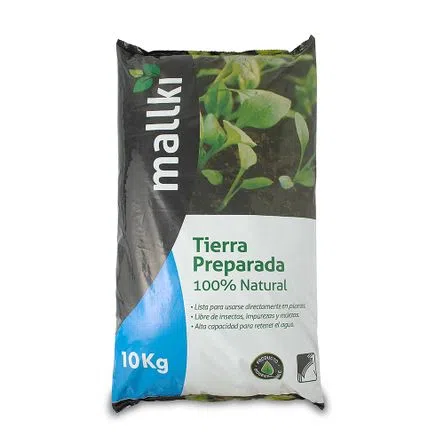 mallki
Tierra
Preparada
100% Natural
• Lista para usarse directamente en plantas.
• Libre de insectos, impurezas y malezas.
• Alta capacidad para retener el agua.
10Kg
PRODUCTO